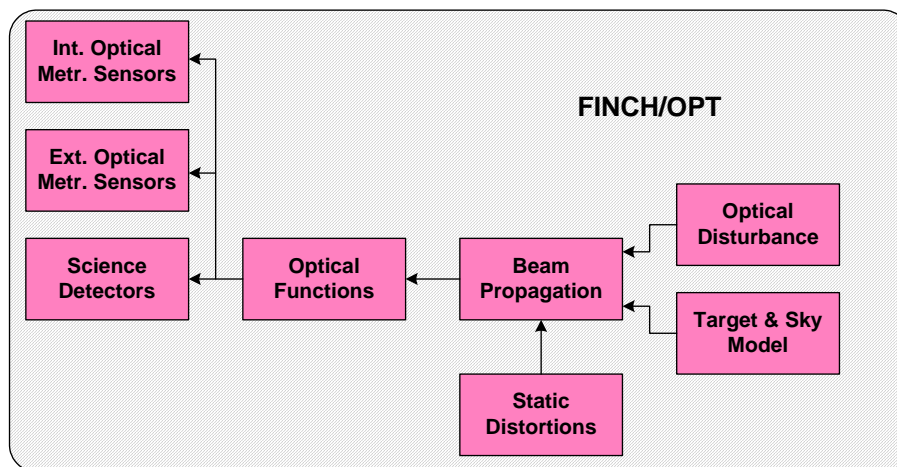 Int. Optical
Metr. Sensors
FINCH/OPT
Ext. Optical
Metr. Sensors
Optical
Disturbance
Science
Detectors
Optical
Functions
Beam
Propagation
Target & Sky
Model
Static
Distortions